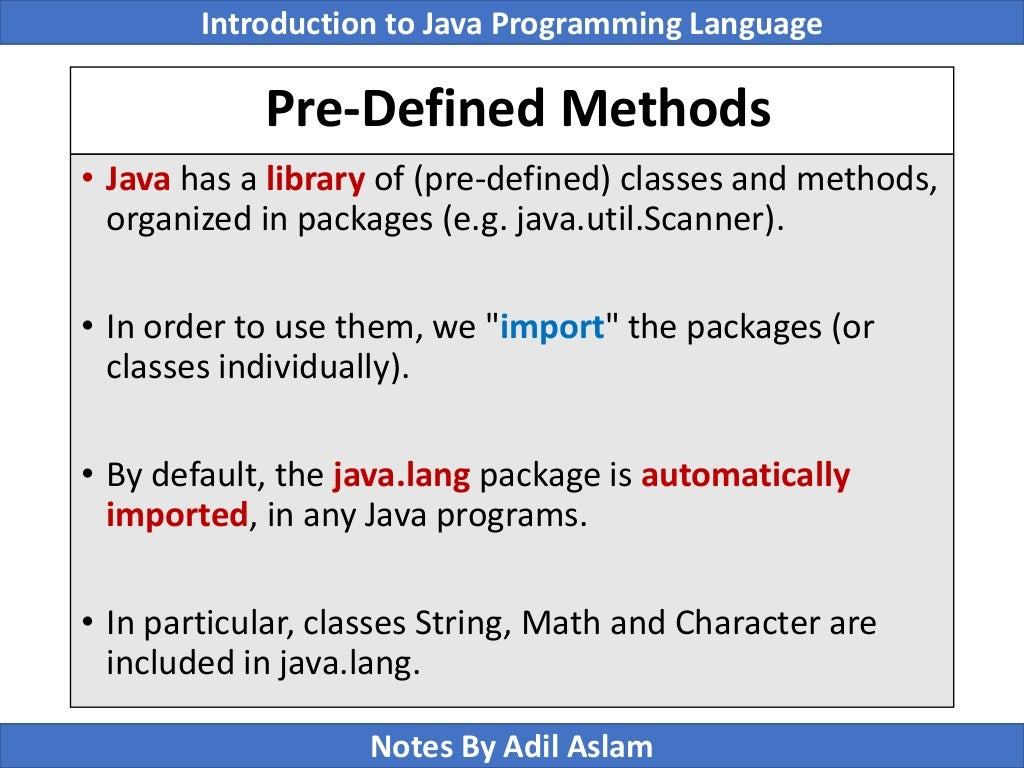 Introduction to Java Programming Language
Pre-Defined Methods
• Java has a library of (pre-defined) classes and methods,
organized in packages (e.g. java.util.Scanner).
• In order to use them, we "import" the packages (or
classes individually).
• By default, the java.lang package is automatically
imported, in any Java programs.
• In particular, classes String, Math and Character are
included in java.lang.
Notes By Adil Aslam